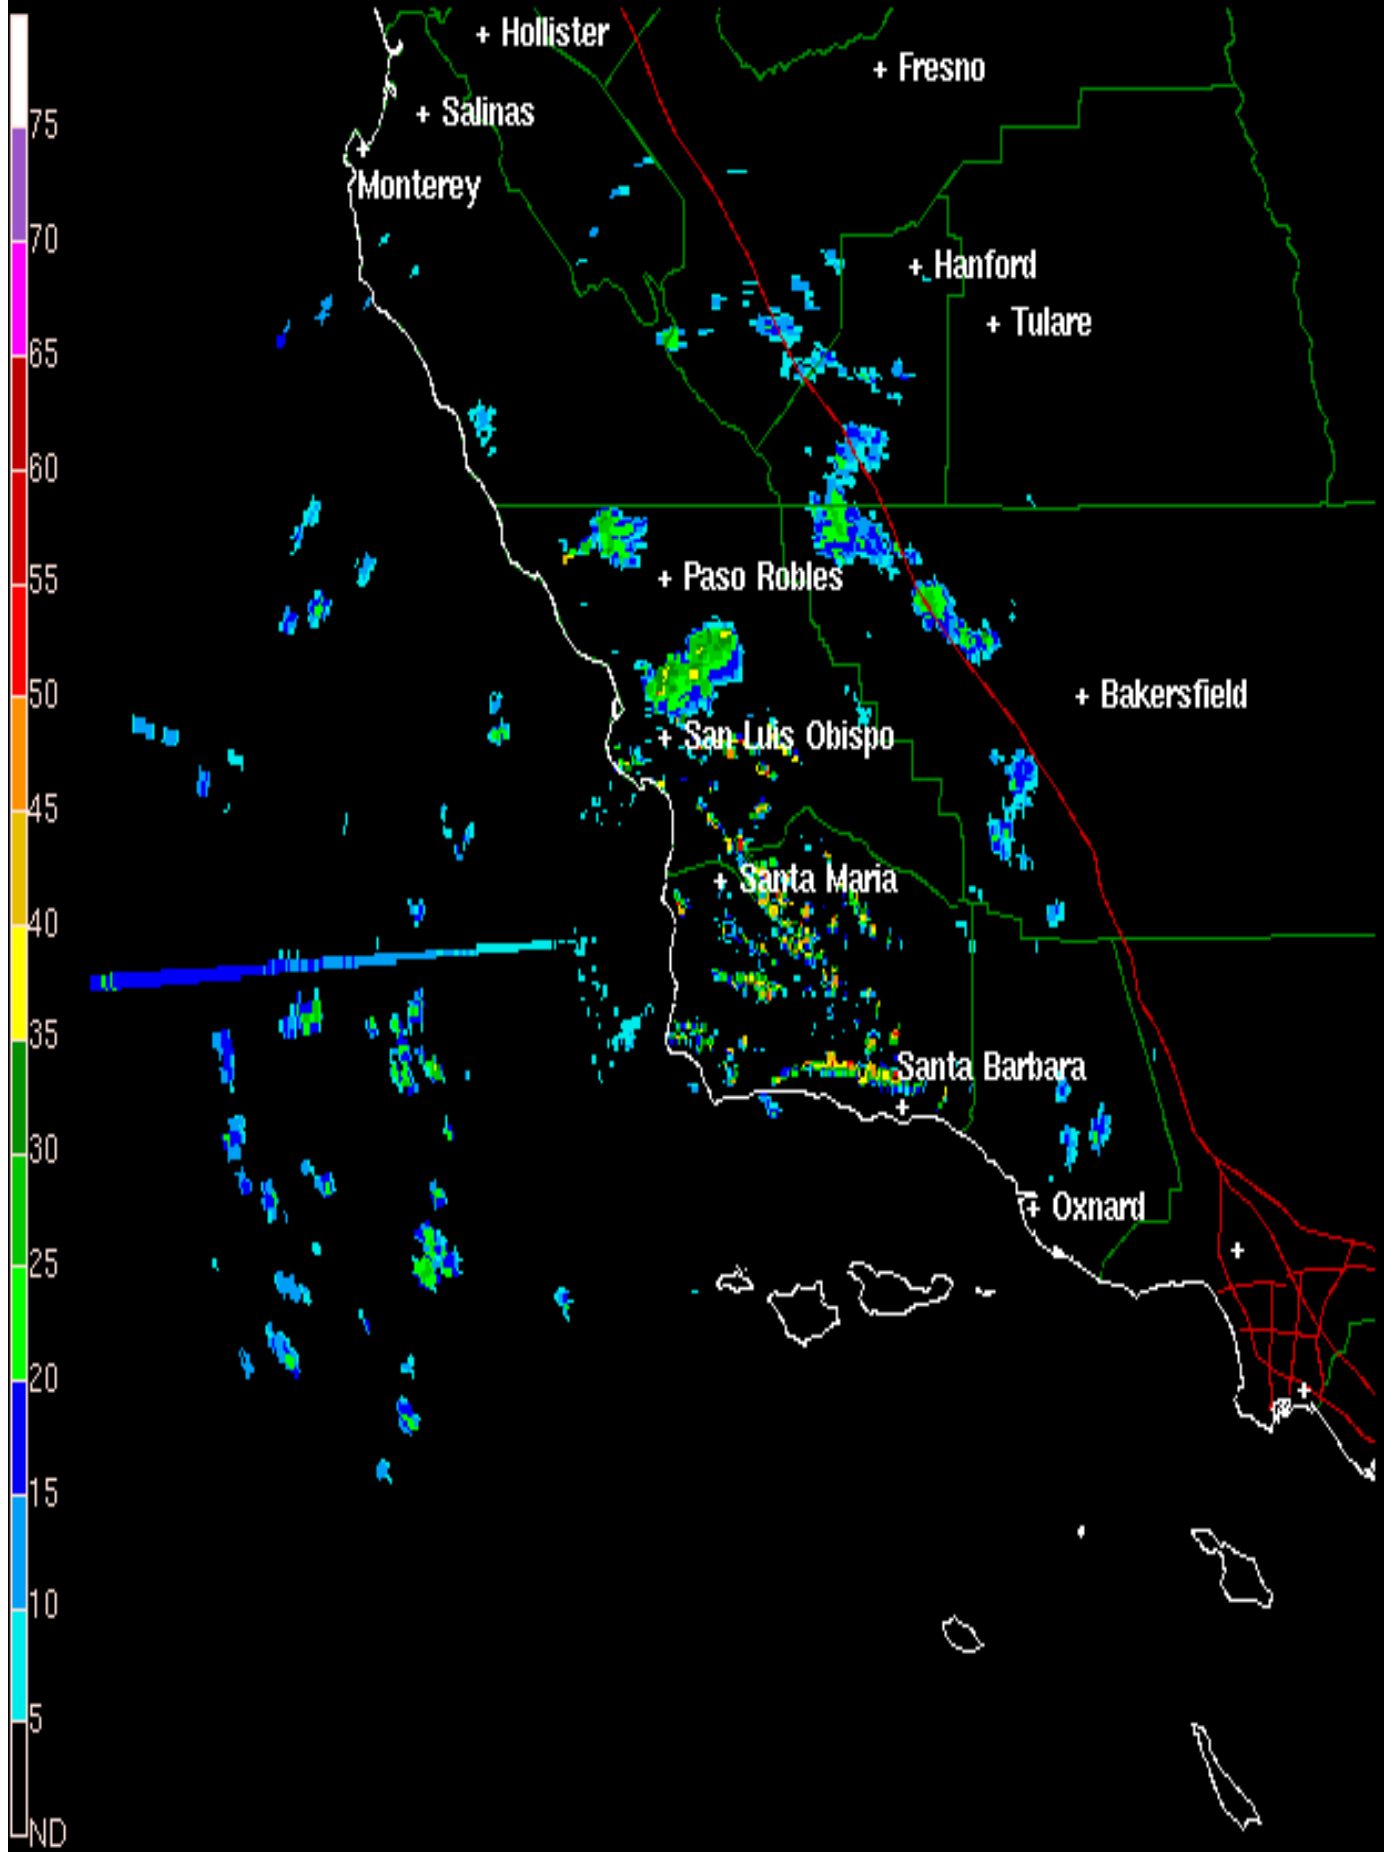 Hollister
Fresno
Salinas
75
Monterey
70
Hanford
Tulare
65
60
55
Paso Robles
50
Bakersfield
San Luis Obispo
45
Santa Maria
40
35
Santa Barbara
30
Oxnard
25
20
15
10
5
ND